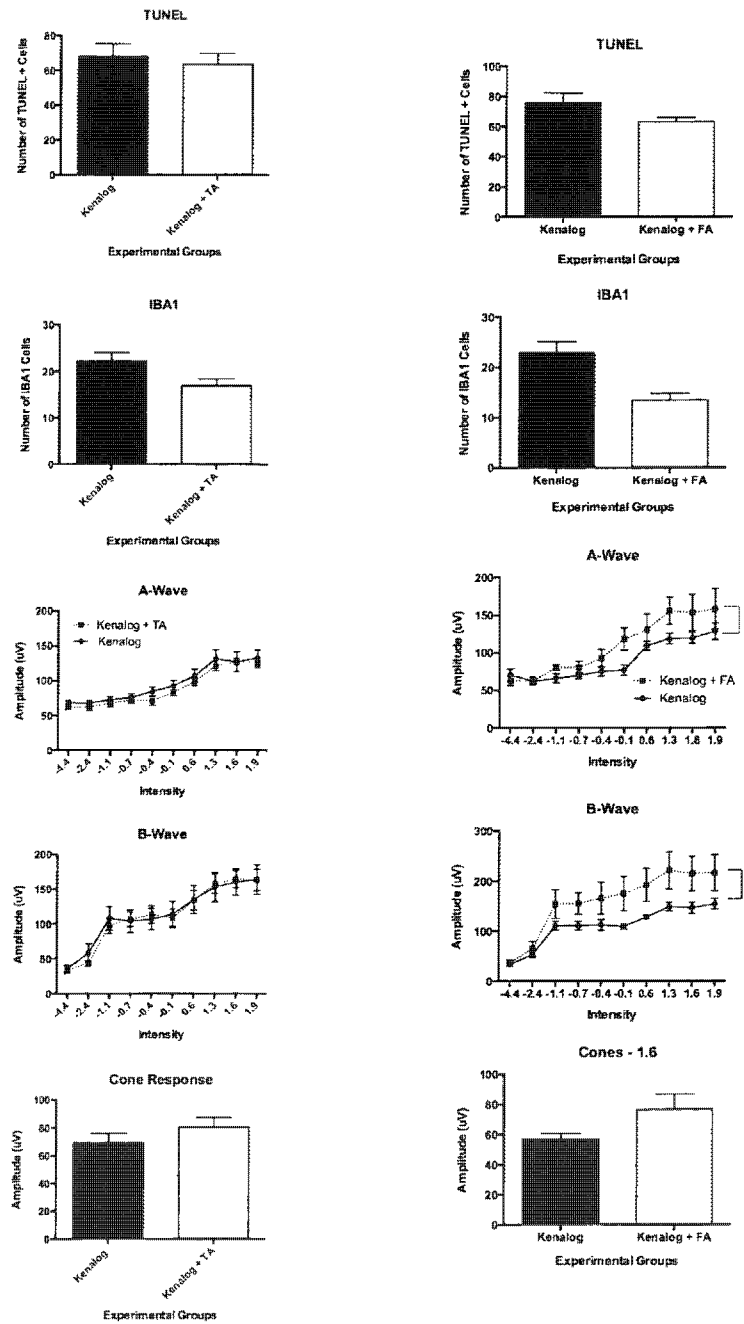 TUNEL
Number of TUNEL + Cells
80
60
40
20
0
Kenalog
Kenalog + TA
Experimental Groups
TUNEL
Number of TUNEL + Cells
100
80
60
40
20
0
Kenalog
Kenalog + FA
Experimental Groups
IBA1
Number of IBA1 Cells
30
20
10
0
Kenalog
Kenalog + TA
Experimental Groups
IBA1
Number of IBA1 Cells
30
20
10
0
Kenalog
Kenalog + FA
Experimental Groups
A-Wave
Amplitude (uV)
200
150
100
50
0
Kenalog + TA
Kenalog
-4.4 -2.4 -1.1 -0.7 -0.4 -0.1 0.6 1.3 1.6 1.9
Intensity
A-Wave
Amplitude (uV)
200
150
100
50
0
Kenalog + FA
Kenalog
-4.4 -2.4 -1.1 -0.7 -0.4 -0.1 0.6 1.3 1.6 1.9
Intensity
B-Wave
Amplitude (uV)
200
150
100
50
0
-4.4 -2.4 -1.1 -0.7 -0.4 -0.1 0.6 1.3 1.6 1.9
Intensity
B-Wave
Amplitude (uV)
300
200
100
0
-4.4 -2.4 -1.1 -0.7 -0.4 -0.1 0.6 1.3 1.6 1.9
Intensity
Cone Response
Amplitude (uV)
100
80
60
40
20
0
Kenalog
Kenalog + TA
Experimental Groups
Cones - 1.6
Amplitude (uV)
100
80
60
40
20
0
Kenalog
Kenalog + FA
Experimental Groups